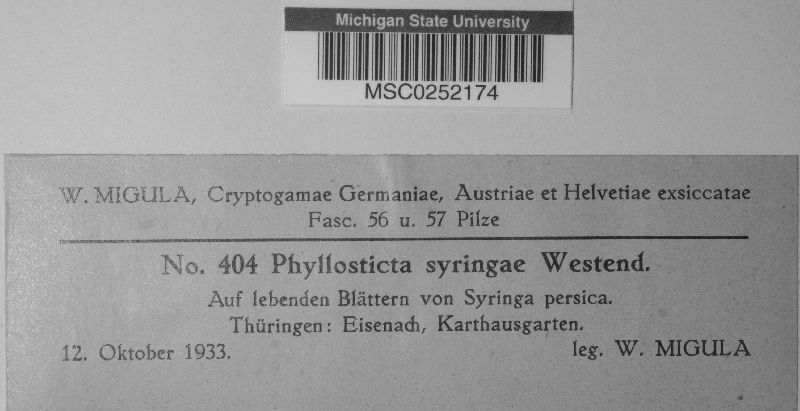 Michigan State University
MSC0252174
W. MIGULA, Cryptogamae Germaniae, Austriae et Helvetiae exsiccatae
Fasc. 56 u. 57 Pilze
No. 404 Phyllosticta syringae Westend.
Auf lebenden Blättern von Syringa persica.
Thüringen: Eisenach, Karthausgarten.
12. Oktober 1933. leg. W. MIGULA